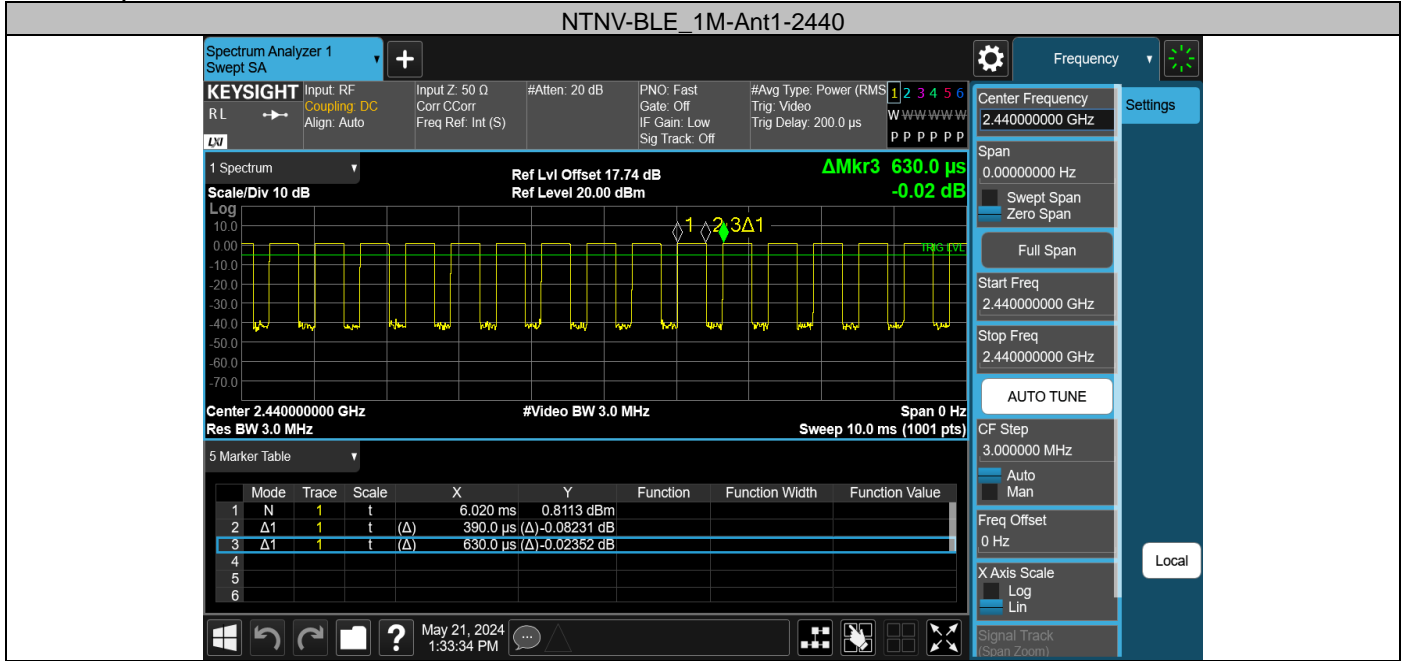 NTNV-BLE_1M-Ant1-2440
Spectrum Analyzer 1
Swept SA
+
Frequency
KEYSIGHT
RL
LXI
Input: RF
Coupling: DC
Align: Auto
Input Z: 50 Ω
Corr CCorr
Freq Ref: Int (S)
#Atten: 20 dB
PNO: Fast
Gate: Off
IF Gain: Low
Sig Track: Off
#Avg Type: Power (RMS
Trig: Video
Trig Delay: 200.0 µs
1 2 3 4 5 6
W W W W W W
P P P P P P
1 Spectrum
Scale/Div 10 dB
Ref Lvl Offset 17.74 dB
Ref Level 20.00 dBm
ΔMkr3 630.0 µs
-0.02 dB
Log
10.0
0.00
-10.0
-20.0
-30.0
-40.0
-50.0
-60.0
-70.0
1 2 3Δ1
TRIG LVL
Center 2.440000000 GHz
Res BW 3.0 MHz
#Video BW 3.0 MHz
Span 0 Hz
Sweep 10.0 ms (1001 pts)
5 Marker Table
Mode Trace Scale X Y Function Function Width Function Value
1 N 1 t 6.020 ms 0.8113 dBm
2 Δ1 1 t (Δ) 390.0 µs (Δ)-0.08231 dB
3 Δ1 1 t (Δ) 630.0 µs (Δ)-0.02352 dB
4
5
6
May 21, 2024
1:33:34 PM
Center Frequency
2.440000000 GHz
Span
0.00000000 Hz
Swept Span
Zero Span
Full Span
Start Freq
2.440000000 GHz
Stop Freq
2.440000000 GHz
AUTO TUNE
CF Step
3.000000 MHz
Auto
Man
Freq Offset
0 Hz
X Axis Scale
Log
Lin
Signal Track
(Span Zoom)
Settings
Local